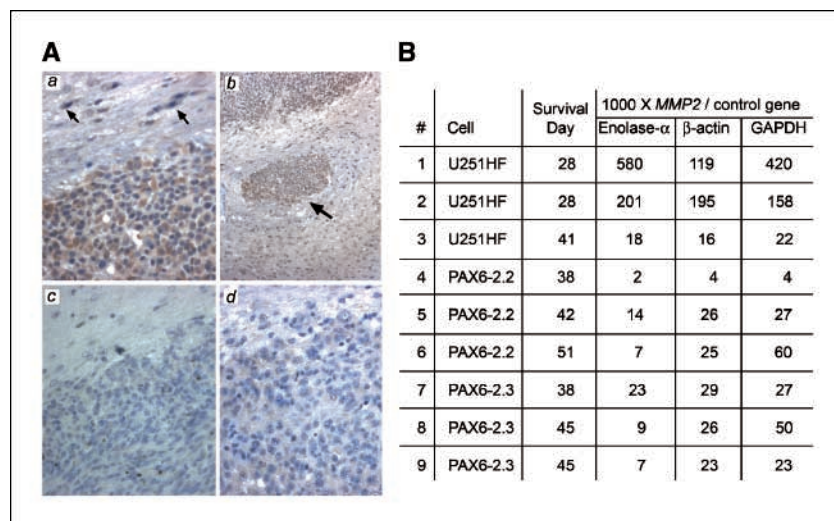 A
a
b
c
d
B
1000 X MMP2 / control gene
# Cell Survival Day Enolase-α β-actin GAPDH
1 U251HF 28 580 119 420
2 U251HF 28 201 195 158
3 U251HF 41 18 16 22
4 PAX6-2.2 38 2 4 4
5 PAX6-2.2 42 14 26 27
6 PAX6-2.2 51 7 25 60
7 PAX6-2.3 38 23 29 27
8 PAX6-2.3 45 9 26 50
9 PAX6-2.3 45 7 23 23